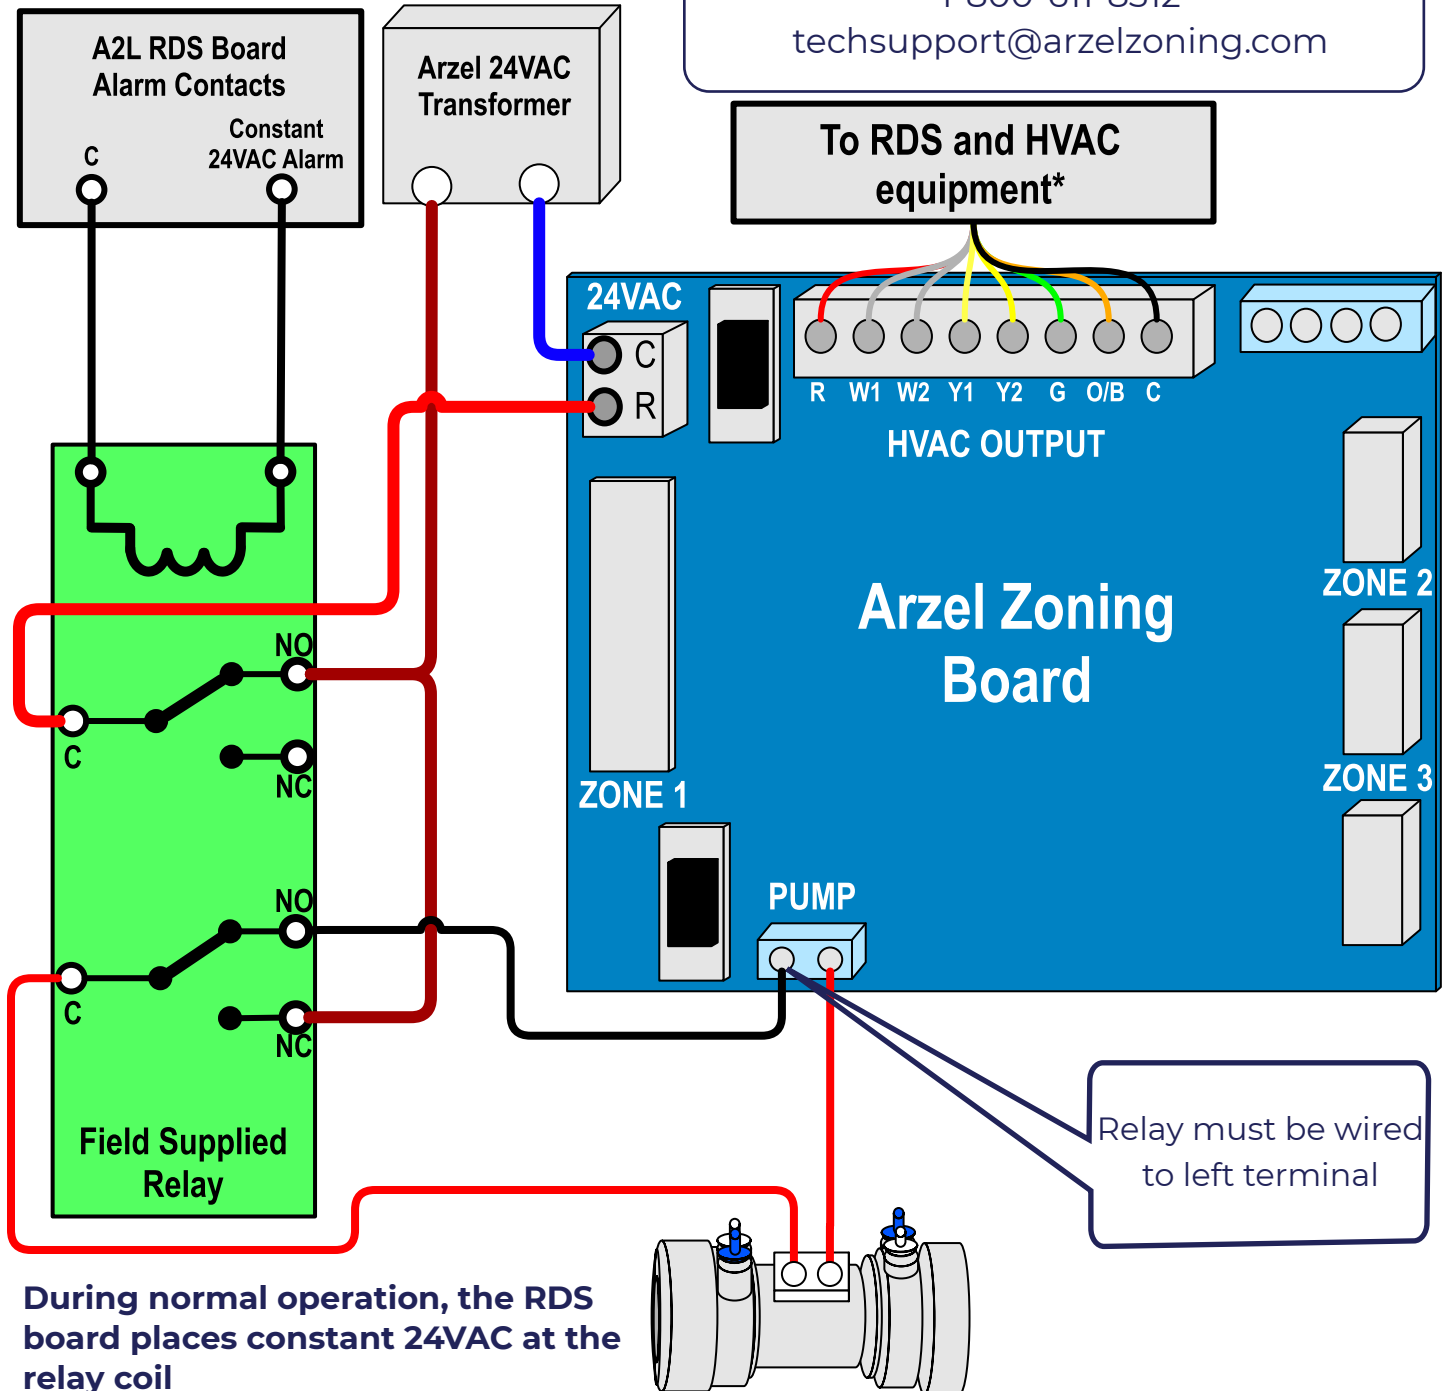 techsupport@arzelzoning.com
A2L RDS Board
Alarm Contacts
C
Constant
24VAC Alarm
Arzel 24VAC
Transformer
To RDS and HVAC
equipment*
24VAC
C
R
R W1 W2 Y1 Y2 G O/B C
HVAC OUTPUT
ZONE 2
Arzel Zoning
Board
ZONE 1
ZONE 3
PUMP
NO
C
NC
NO
C
NC
Field Supplied
Relay
Relay must be wired
to left terminal
During normal operation, the RDS
board places constant 24VAC at the
relay coil